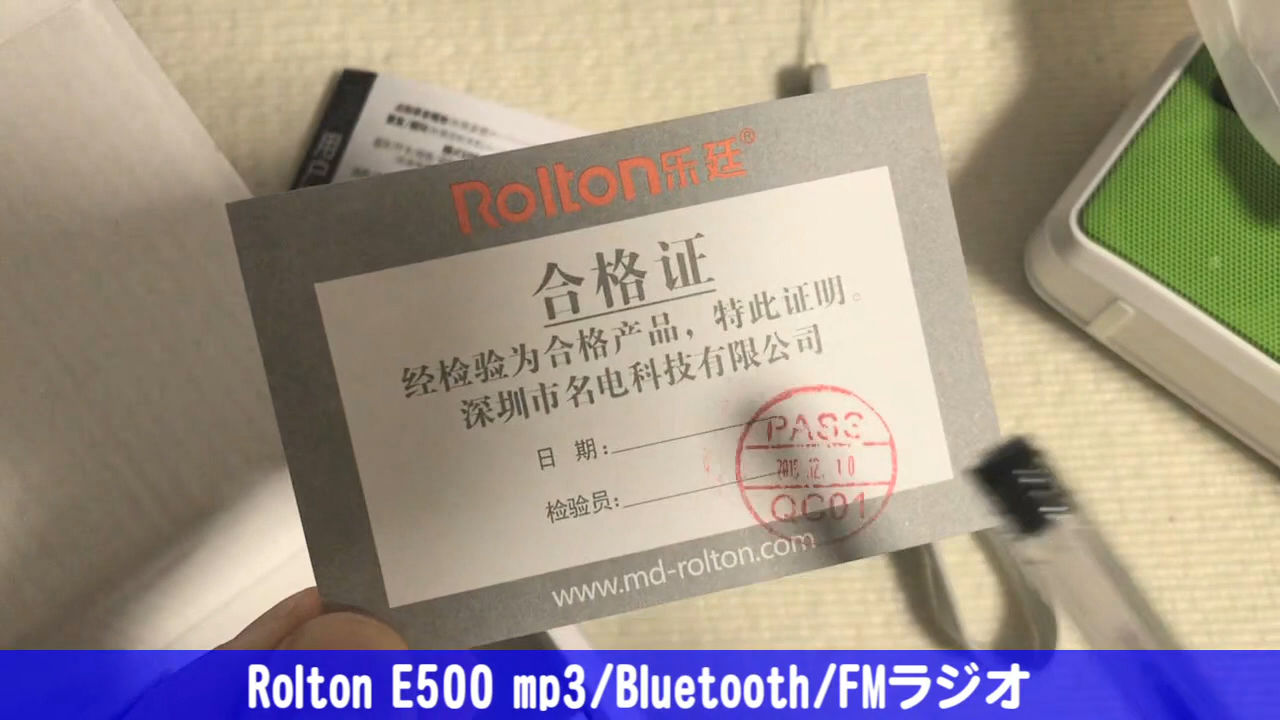 用户
Rolton乐廷®
合格证
经检验为合格产品，特此证明。
深圳市名电科技有限公司
日 期:
检验员:
PASS
12. 10
QC01
www.md-rolton.com
Rolton E500 mp3/Bluetooth/FMラジオ